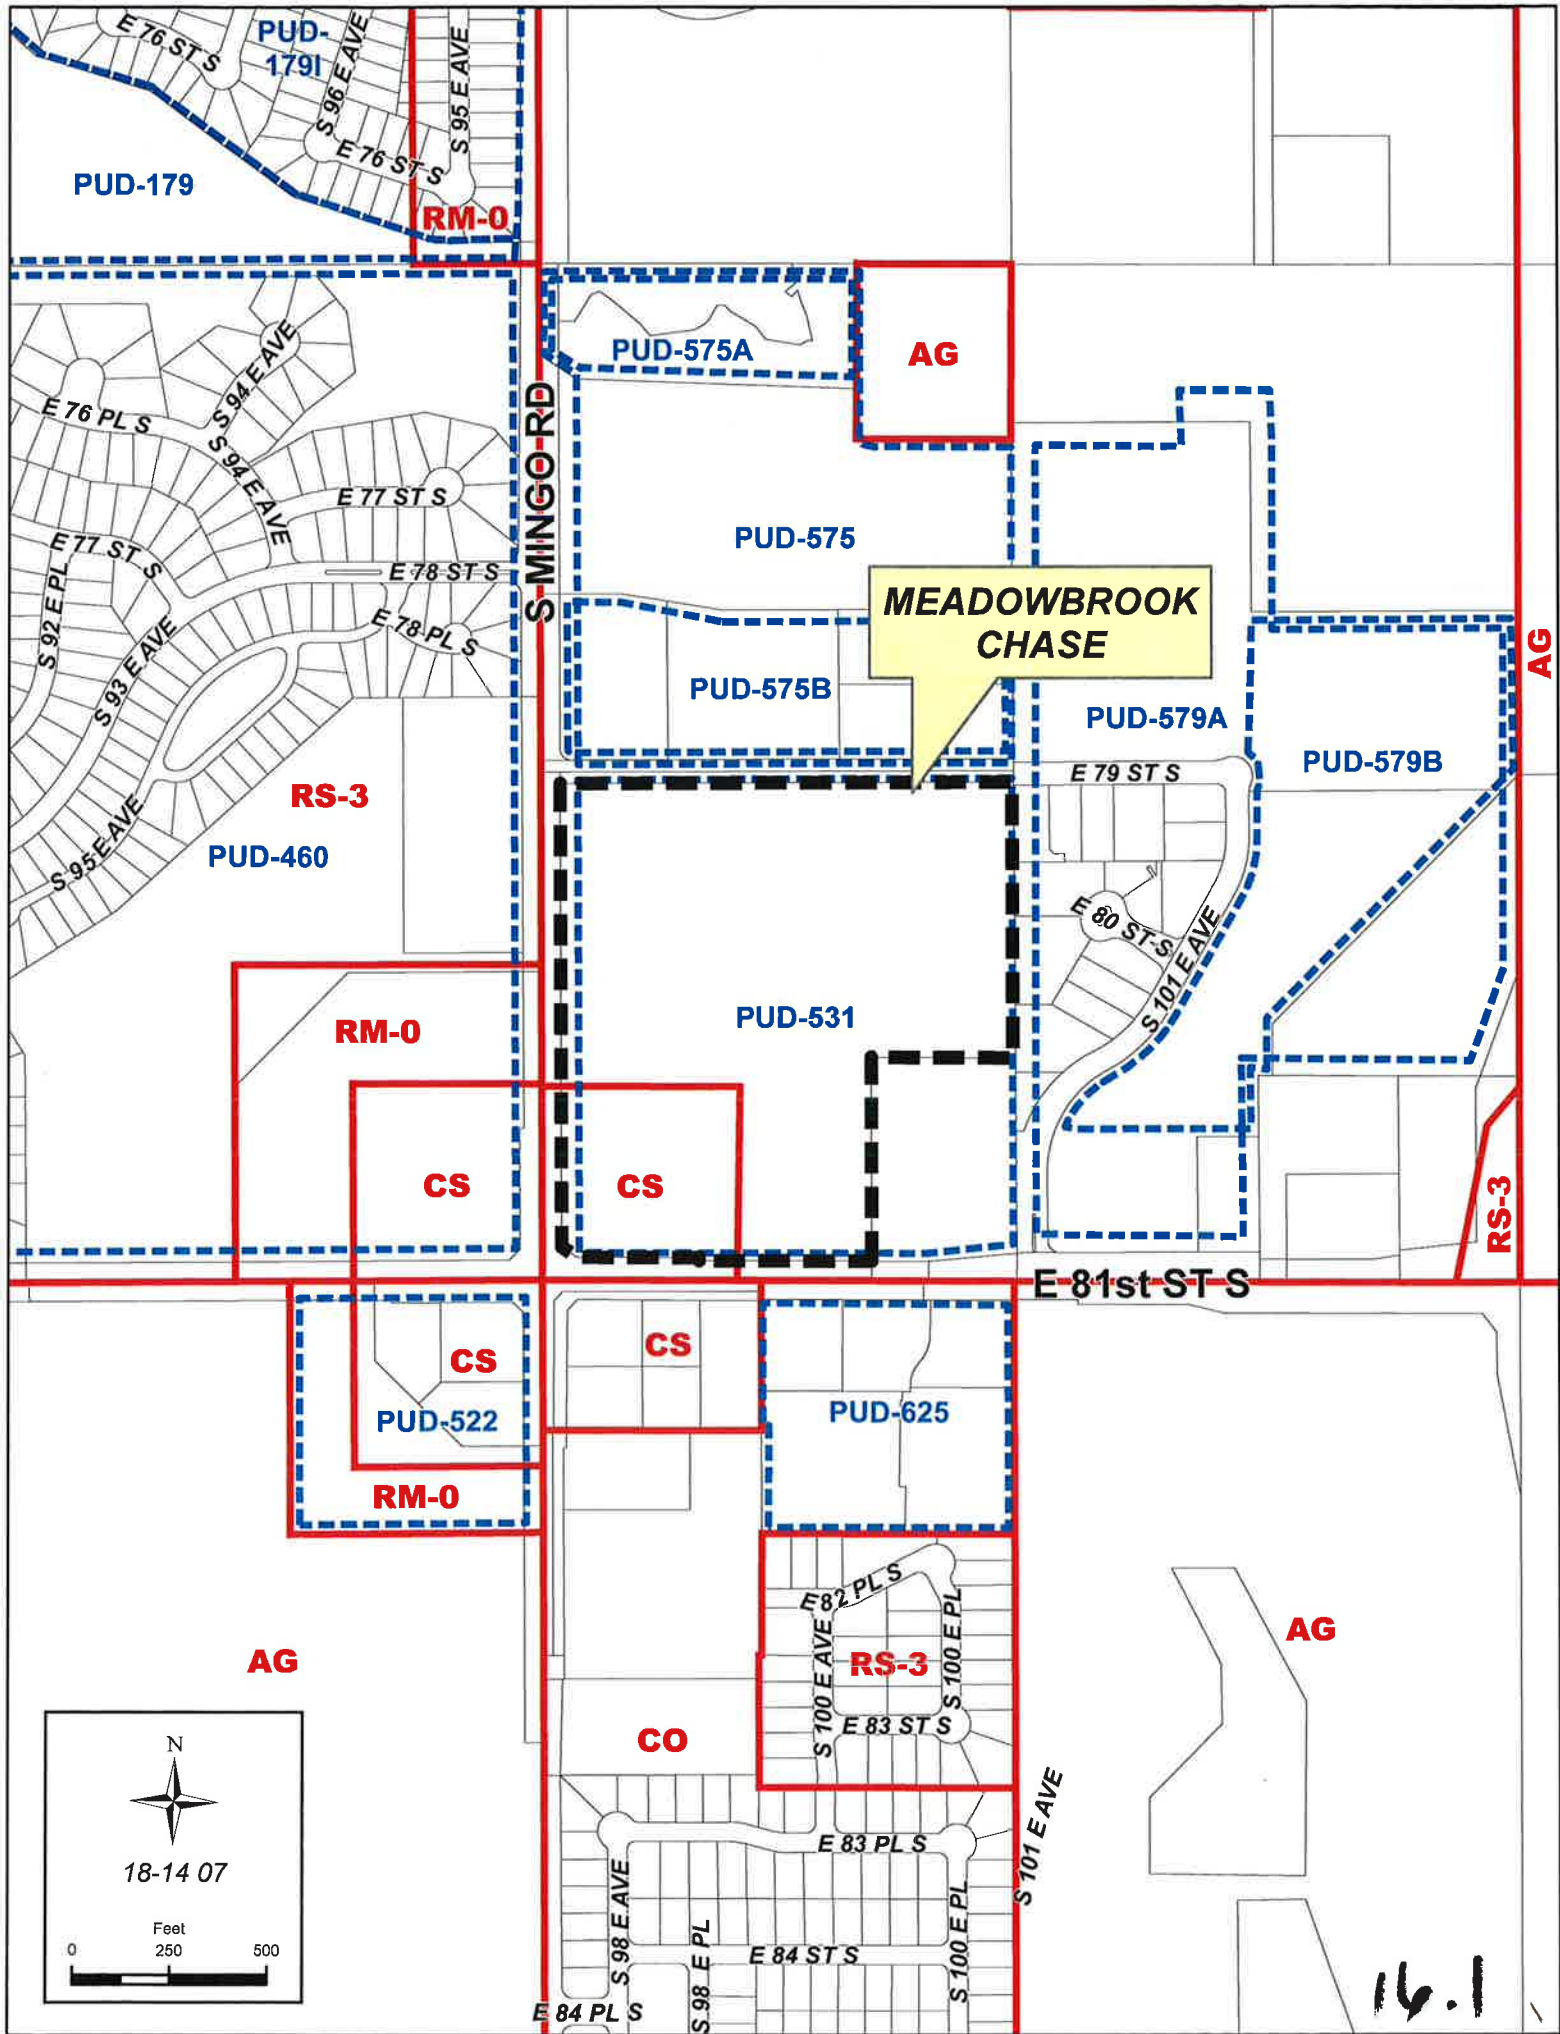 E 76 ST S
PUD-
179I
S 96 E AVE
S 95 E AVE
E 76 ST S
PUD-179
RM-0
PUD-575A
AG
S 94 E AVE
E 76 PL S
S 94 E AVE
E 77 ST S
S MINGO RD
PUD-575
E 77 ST S
E 78 ST S
S 92 E PL
E 78 PL S
S 93 E AVE
MEADOWBROOK
CHASE
AG
PUD-575B
PUD-579A
PUD-579B
E 79 ST S
RS-3
PUD-460
S 95 E AVE
E 80 ST S
S 101 E AVE
PUD-531
RM-0
CS
CS
RS-3
E 81st ST S
CS
CS
PUD-522
PUD-625
RM-0
E 82 PL S
S 100 E AVE
S 100 E PL
RS-3
AG
AG
E 83 ST S
CO
N
18-14 07
Feet
0 250 500
E 83 PL S
S 101 E AVE
S 98 E AVE
S 98 E PL
E 84 ST S
S 100 E PL
E 84 PL S
16.1